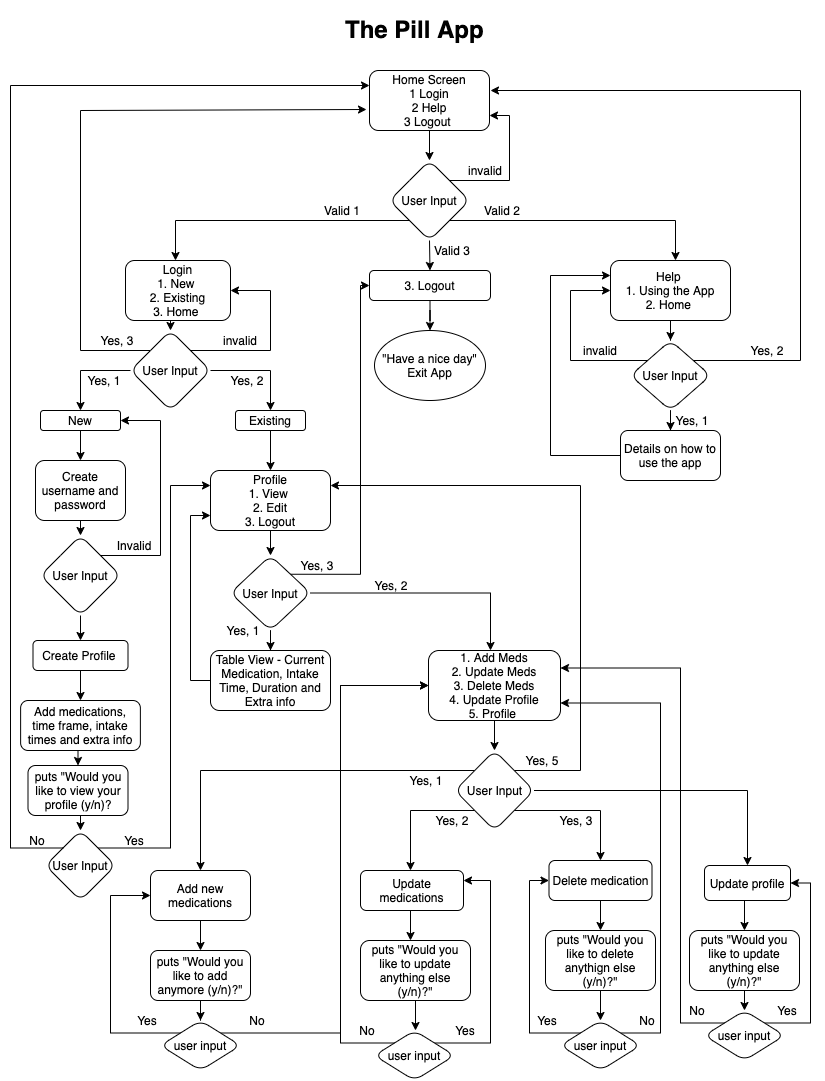 The Pill App
Home Screen
1 Login
2 Help
3 Logout
invalid
User Input
Valid 1
Valid 2
Valid 3
Login
1. New
2. Existing
3. Home
3. Logout
Help
1. Using the App
2. Home
Yes, 3
invalid
User Input
"Have a nice day"
Exit App
invalid
Yes, 2
User Input
Yes, 1
Yes, 2
Yes, 1
New
Existing
Details on how to
use the app
Create
username and
password
Profile
1. View
2. Edit
3. Logout
Invalid
User Input
Yes, 3
User Input
Yes, 2
Yes, 1
Create Profile
Table View - Current
Medication, Intake
Time, Duration and
Extra info
1. Add Meds
2. Update Meds
3. Delete Meds
4. Update Profile
5. Profile
Add medications,
time frame, intake
times and extra info
puts "Would you
like to view your
profile (y/n)?
Yes, 5
Yes, 1
User Input
Yes, 2
Yes, 3
No
Yes
User Input
Add new
medications
Update
medications
Delete medication
Update profile
puts "Would you
like to add
anymore (y/n)?"
puts "Would you
like to update
anything else
(y/n)?"
puts "Would you
like to delete
anythign else
(y/n)?"
puts "Would you
like to update
anything else
(y/n)?"
Yes
No
user input
No
Yes
user input
Yes
No
user input
No
Yes
user input